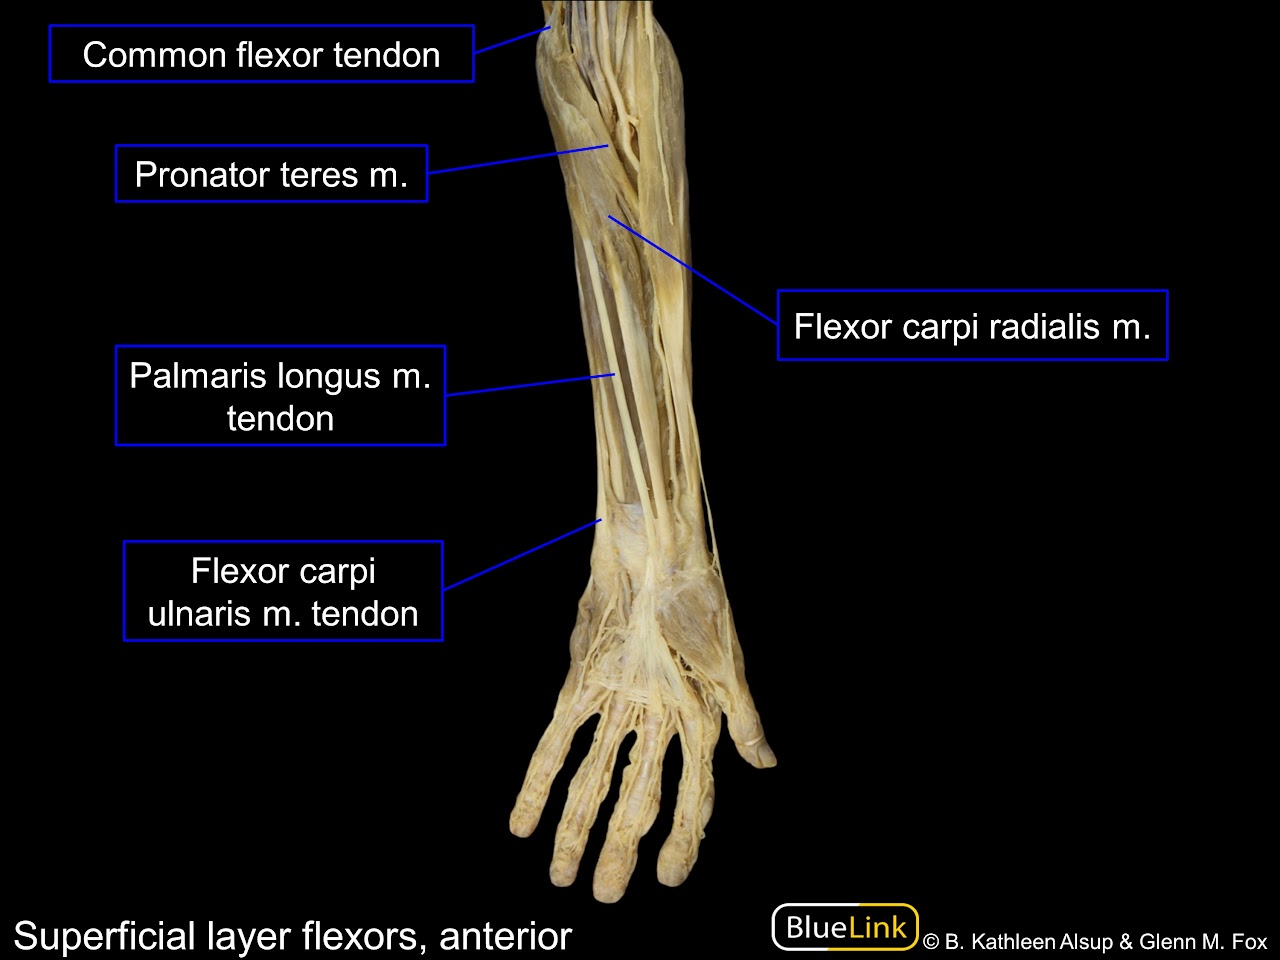 Common flexor tendon
Pronator teres m.
Flexor carpi radialis m.
Palmaris longus m.
tendon
Flexor carpi
ulnaris m. tendon
Superficial layer flexors, anterior
BlueLink
© B. Kathleen Alsup & Glenn M. Fox